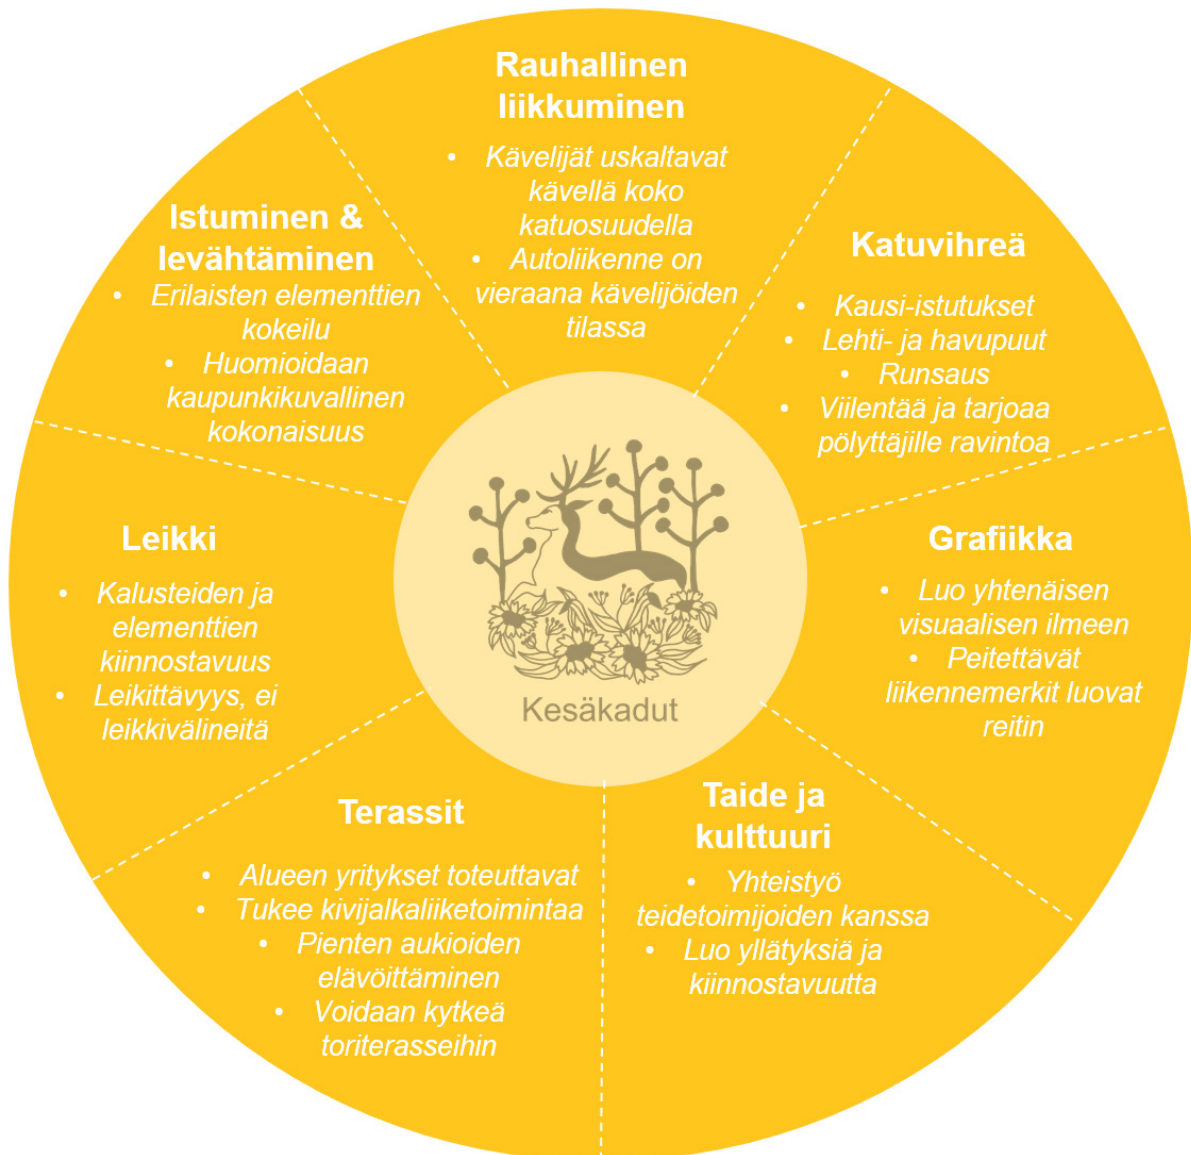 Rauhallinen
liikkuminen
• Kävelijät uskaltavat
kävellä koko
katuosuudella
• Autoliikenne on
vieraana kävelijöiden
tilassa
Katuvihreä
• Kausi-istutukset
• Lehti- ja havupuut
• Runsaus
• Viilentää ja tarjoaa
pölyttäjille ravintoa
Grafiikka
• Luo yhtenäisen
visuaalisen ilmeen
• Peitettävät
liikennemerkit luovat
reitin
Taide ja
kulttuuri
• Yhteistyö
teidetoimijoiden kanssa
• Luo yllätyksiä ja
kiinnostavuutta
Terassit
• Alueen yritykset toteuttavat
• Tukee kivijalkaliiketoimintaa
• Pienten aukioiden
elävöittäminen
• Voidaan kytkeä
toriterasseihin
Leikki
• Kalusteiden ja
elementtien
kiinnostavuus
• Leikittävyys, ei
leikkivälineitä
Istuminen &
levähtäminen
• Erilaisten elementtien
kokeilu
• Huomioidaan
kaupunkikuvallinen
kokonaisuus
Kesäkadut